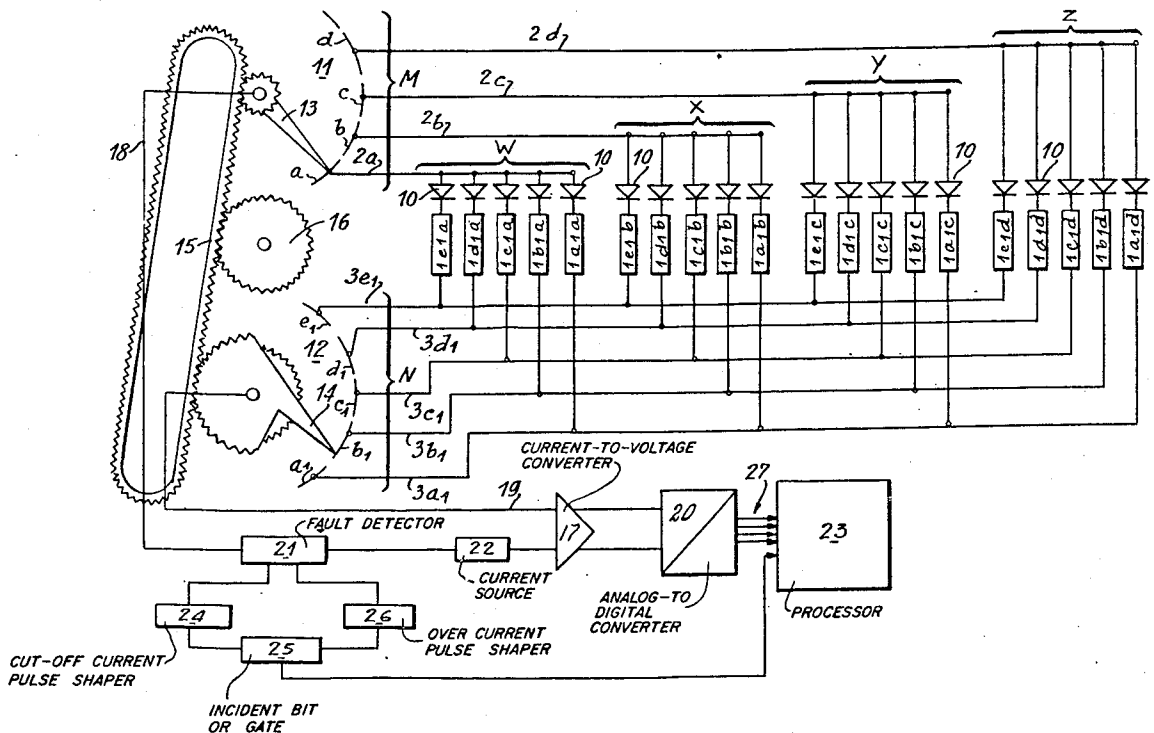 Z
d
2d
11
M
Y
c
2c
13
X
18
2b
b
W
2a
10
10
10
10
a
10
16
15
1e1a
1d1a
1c1a
1b1a
1a1a
1e1b
1d1b
1c1b
1b1b
1a1b
1e1c
1d1c
1c1c
1b1c
1a1c
1e1d
1d1d
1c1d
1b1d
1a1d
3e1
e1
12
d1
3d1
N
14
c1
3c1
b1
3b1
CURRENT-TO-VOLTAGE
CONVERTER
a1
27
3a1
19
FAULT DETECTOR
20
17
23
21
22
CURRENT
SOURCE
ANALOG-TO
DIGITAL
CONVERTER
PROCESSOR
24
26
OVER CURRENT
PULSE SHAPER
25
CUT-OFF CURRENT
PULSE SHAPER
INCIDENT BIT
OR GATE